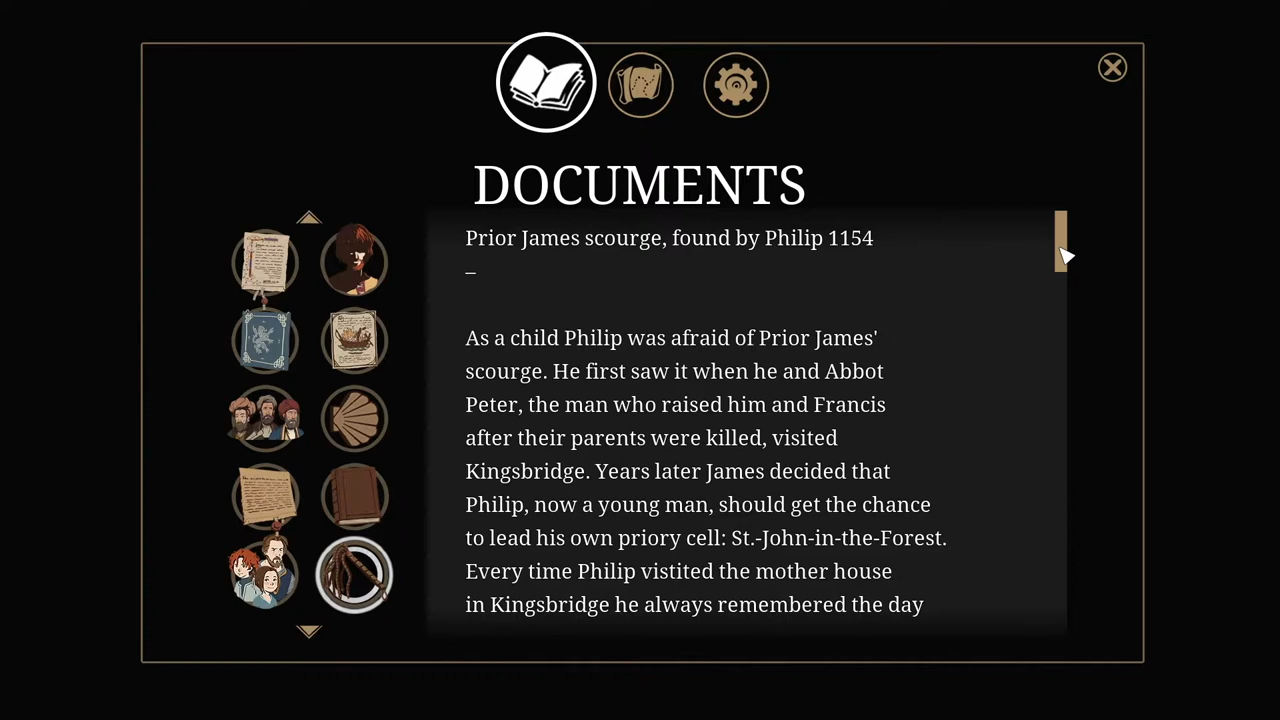 DOCUMENTS
Prior James scourge, found by Philip 1154
–
As a child Philip was afraid of Prior James'
scourge. He first saw it when he and Abbot
Peter, the man who raised him and Francis
after their parents were killed, visited
Kingsbridge. Years later James decided that
Philip, now a young man, should get the chance
to lead his own priory cell: St.-John-in-the-Forest.
Every time Philip vistited the mother house
in Kingsbridge he always remembered the day